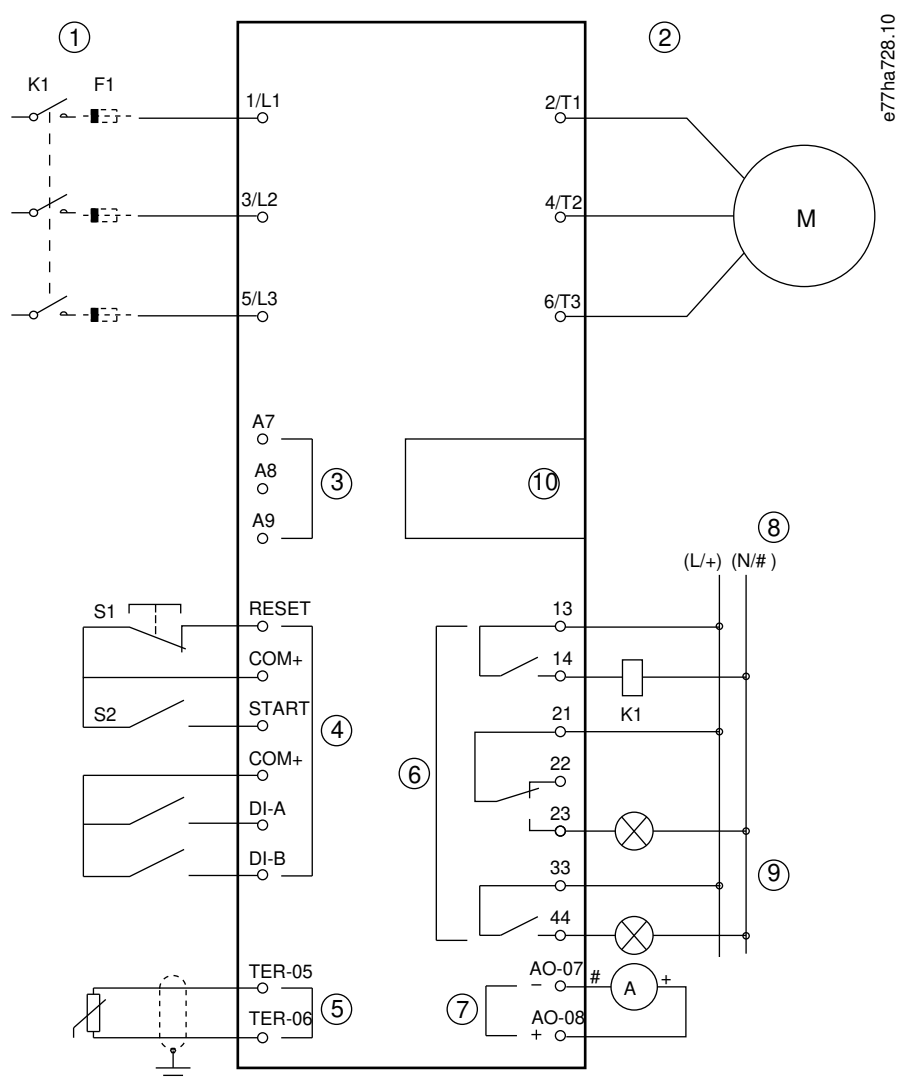 1
2
e77ha728.10
K1
F1
1/L1
2/T1
3/L2
4/T2
M
5/L3
6/T3
A7
A8
3
10
A9
8
(L/+)
(N/# )
S1
RESET
13
COM+
14
S2
START
K1
4
21
COM+
22
6
DI-A
23
DI-B
33
9
44
TER-05
AO-07
−
#
A
+
5
7
TER-06
AO-08
+